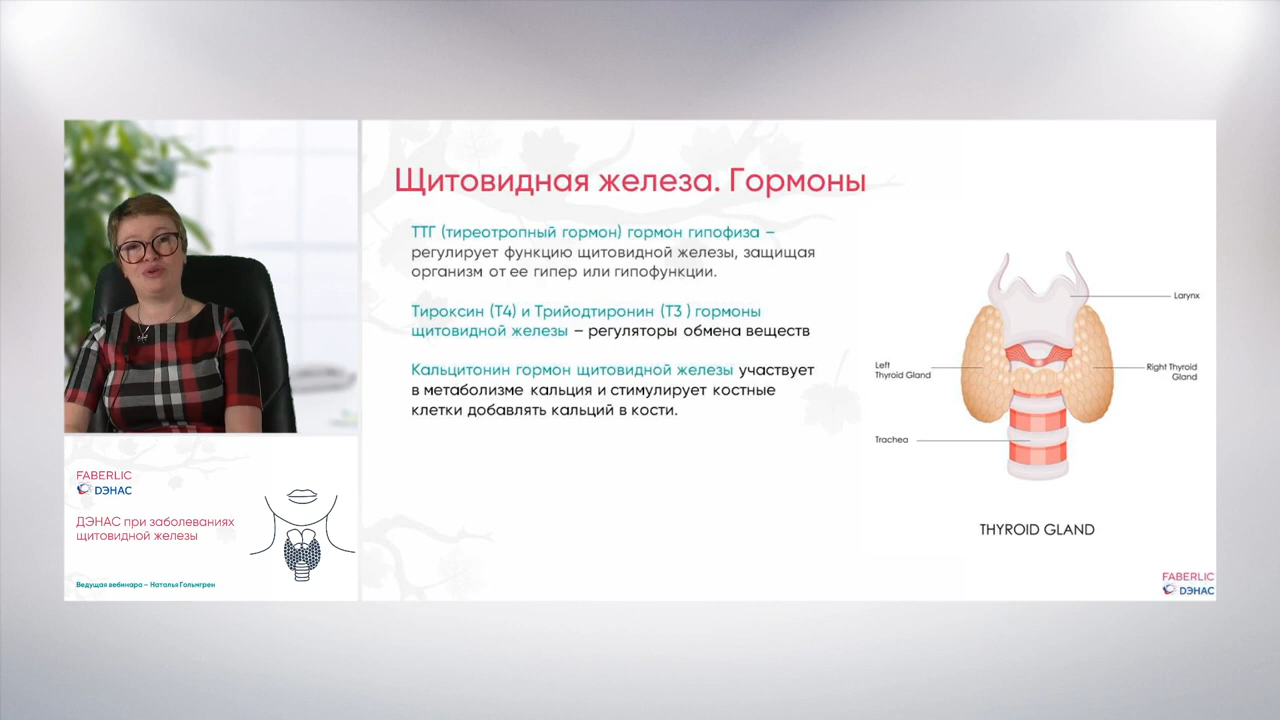 Щитовидная железа. Гормоны
ТТГ (тиреотропный гормон) гормон гипофиза –
регулирует функцию щитовидной железы, защищая
организм от ее гипер или гипофункции.
Тироксин (Т4) и Трийодтиронин (Т3 ) гормоны
щитовидной железы – регуляторы обмена веществ
Кальцитонин гормон щитовидной железы участвует
в метаболизме кальция и стимулирует костные
клетки добавлять кальций в кости.
Larynx
Left
Thyroid Gland
Right Thyroid
Gland
Trachea
THYROID GLAND
FABERLIC
DЭНАС
FABERLIC
DЭНАС
ДЭНАС при заболеваниях
щитовидной железы
Ведущая вебинара – Наталья Гольмгрен